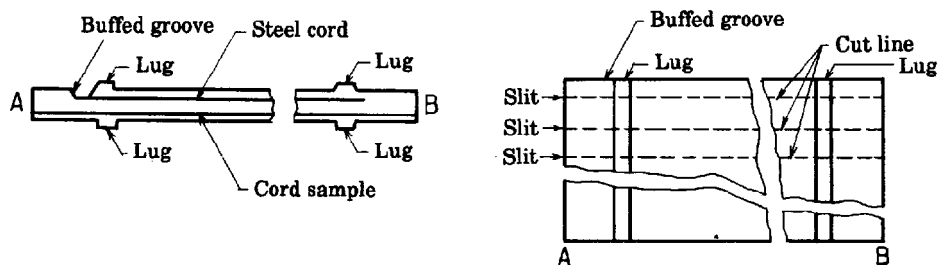 Buffed groove
Steel cord
Lug
Lug
A
B
Lug
Lug
Cord sample
Buffed groove
Cut line
Lug
Lug
Slit
Slit
Slit
A
B